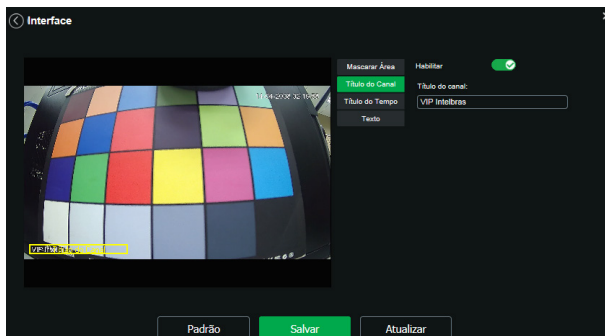 Interface
Mascarar Área
Habilitar
Título do Canal
Título do canal:
Título do Tempo
VIP Intelbras
Texto
Padrão
Salvar
Atualizar